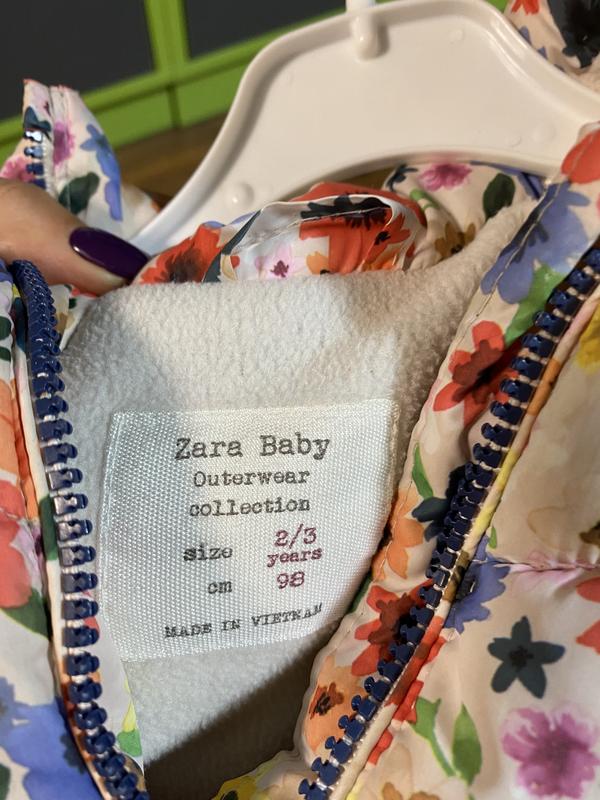 Zara Baby
Outerwear
collection
size 2/3 years
cm 98
MADE IN VIETNAM